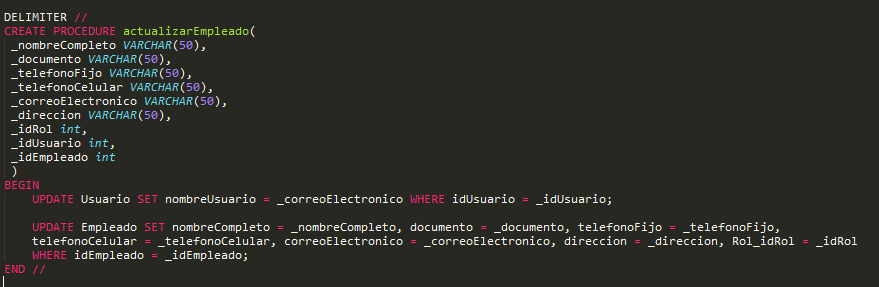 DELIMITER //
CREATE PROCEDURE actualizarEmpleado(
_nombreCompleto VARCHAR(50),
_documento VARCHAR(50),
_telefonoFijo VARCHAR(50),
_telefonoCelular VARCHAR(50),
_correoElectronico VARCHAR(50),
_direccion VARCHAR(50),
_idRol int,
_idUsuario int,
_idEmpleado int
)
BEGIN
UPDATE Usuario SET nombreUsuario = _correoElectronico WHERE idUsuario = _idUsuario;
UPDATE Empleado SET nombreCompleto = _nombreCompleto, documento = _documento, telefonoFijo = _telefonoFijo,
telefonoCelular = _telefonoCelular, correoElectronico = _correoElectronico, direccion = _direccion, Rol_idRol = _idRol
WHERE idEmpleado = _idEmpleado;
END //